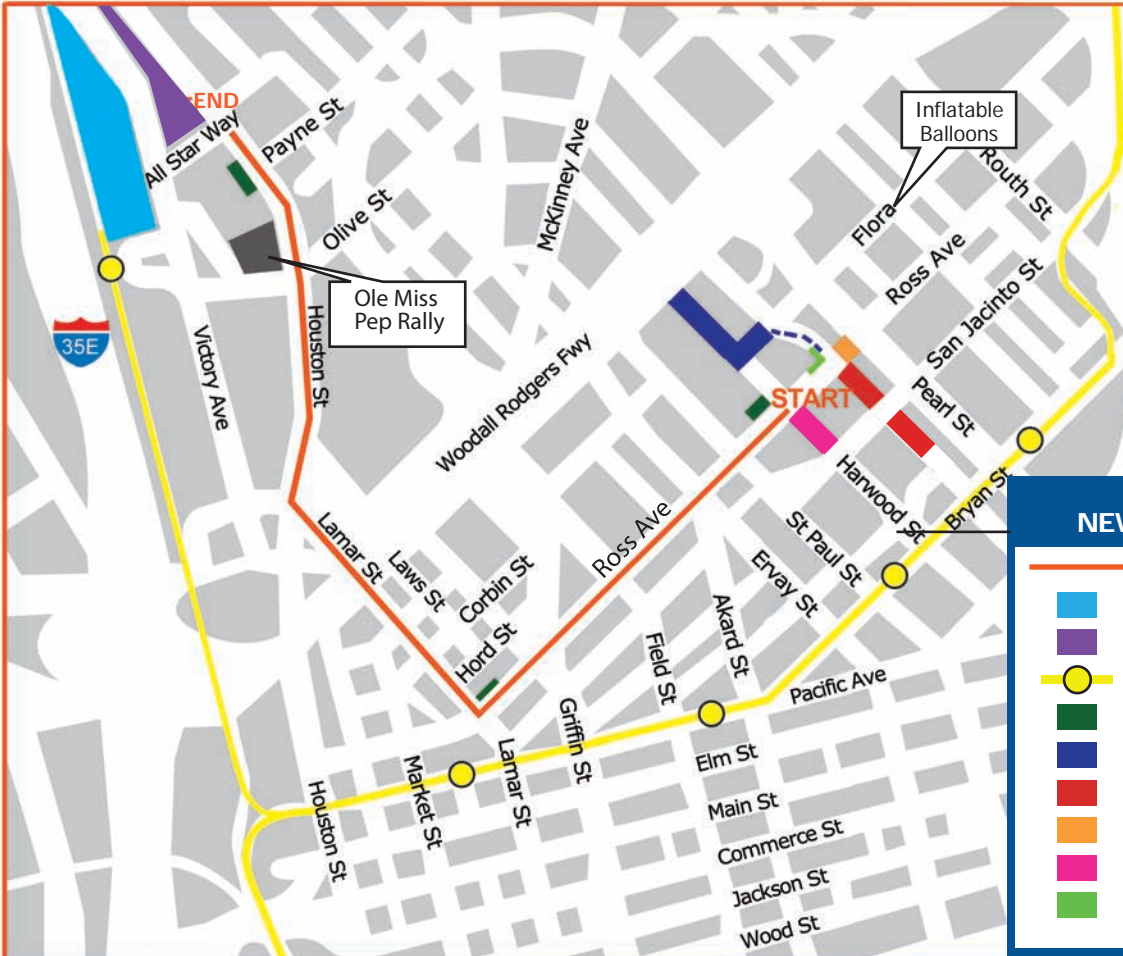 END
All Star Way
Payne St
Olive St
McKinney Ave
Inflatable
Balloons
Routh St
Flora
Ross Ave
San Jacinto St
Ole Miss
Pep Rally
35E
Victory Ave
Houston St
Woodall Rodgers Fwy
START
Pearl St
Harwood St
Bryan St
Lamar St
Laws St
Corbin St
Hord St
Ross Ave
St Paul St
Ervay St
Akard St
Field St
Griffin St
Pacific Ave
Lamar St
Market St
Houston St
Elm St
Main St
Commerce St
Jackson St
Wood St
NEW